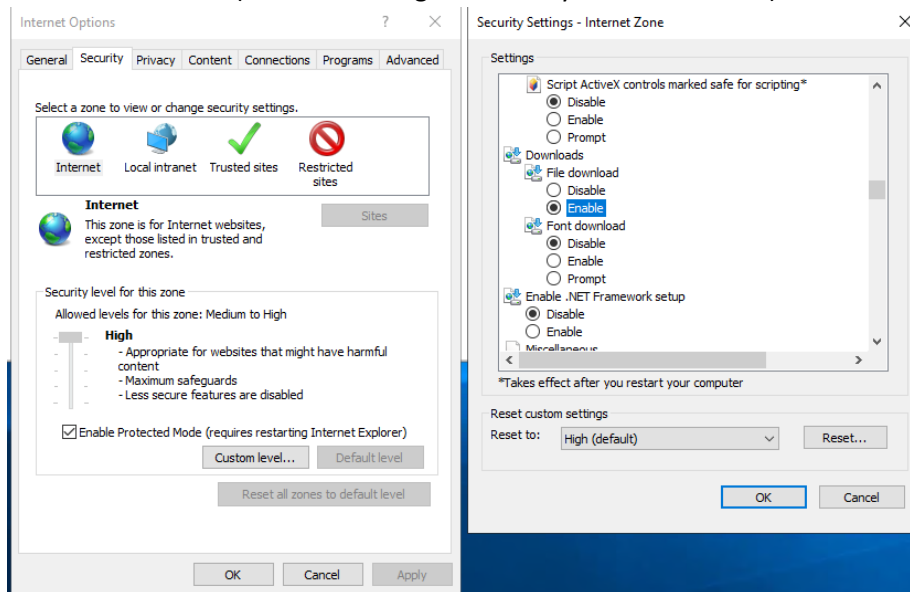 Internet Options ? ×
General Security Privacy Content Connections Programs Advanced
Select a zone to view or change security settings.
Internet Local intranet Trusted sites Restricted sites
Internet
This zone is for Internet websites,
except those listed in trusted and
restricted zones.
Sites
Security level for this zone
Allowed levels for this zone: Medium to High
High
- Appropriate for websites that might have harmful
content
- Maximum safeguards
- Less secure features are disabled
Enable Protected Mode (requires restarting Internet Explorer)
Custom level... Default level
Reset all zones to default level
OK Cancel Apply
Security Settings - Internet Zone
Settings
Script ActiveX controls marked safe for scripting*
Disable
Enable
Prompt
Downloads
File download
Disable
Enable
Font download
Disable
Enable
Prompt
Enable .NET Framework setup
Disable
Enable
Miscellaneous
*Takes effect after you restart your computer
Reset custom settings
Reset to: High (default) Reset...
OK Cancel